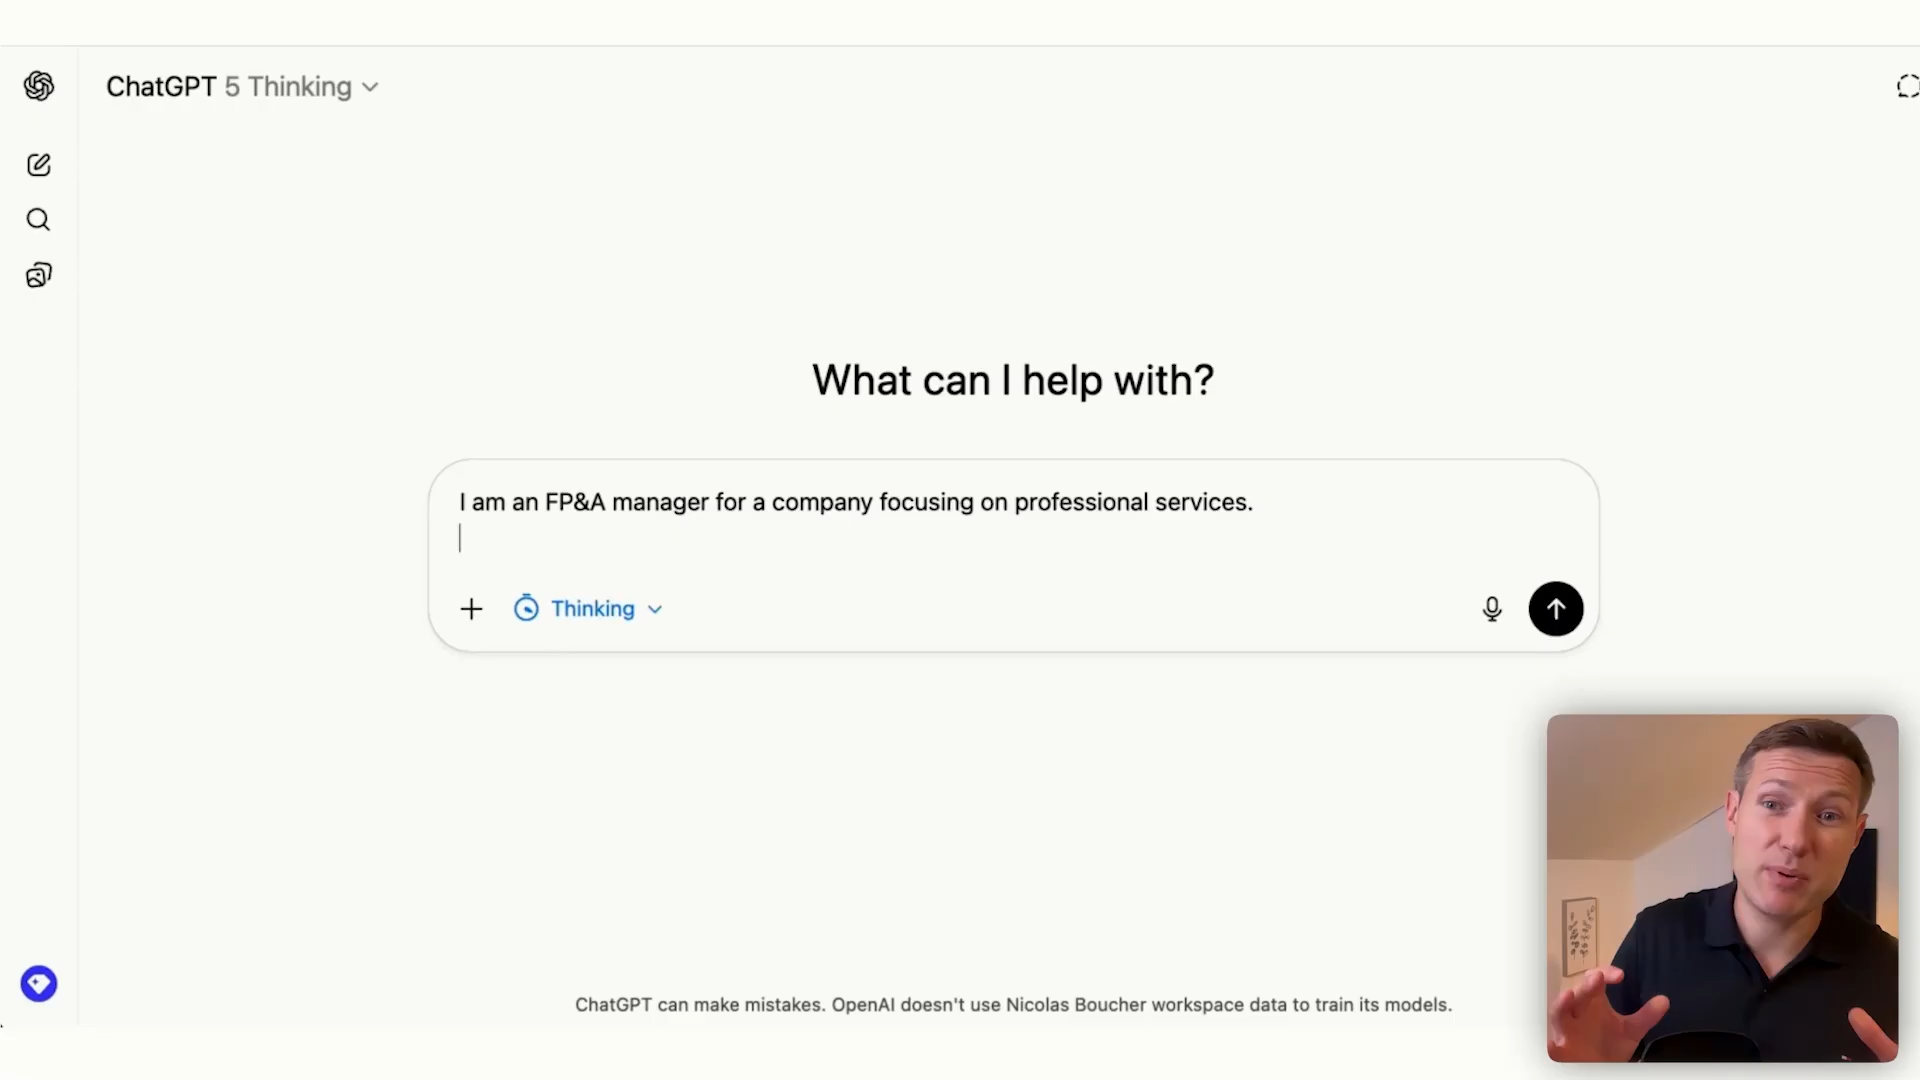 ChatGPT 5 Thinking
What can I help with?
I am an FP&A manager for a company focusing on professional services.
Thinking
ChatGPT can make mistakes. OpenAI doesn't use Nicolas Boucher workspace data to train its models.